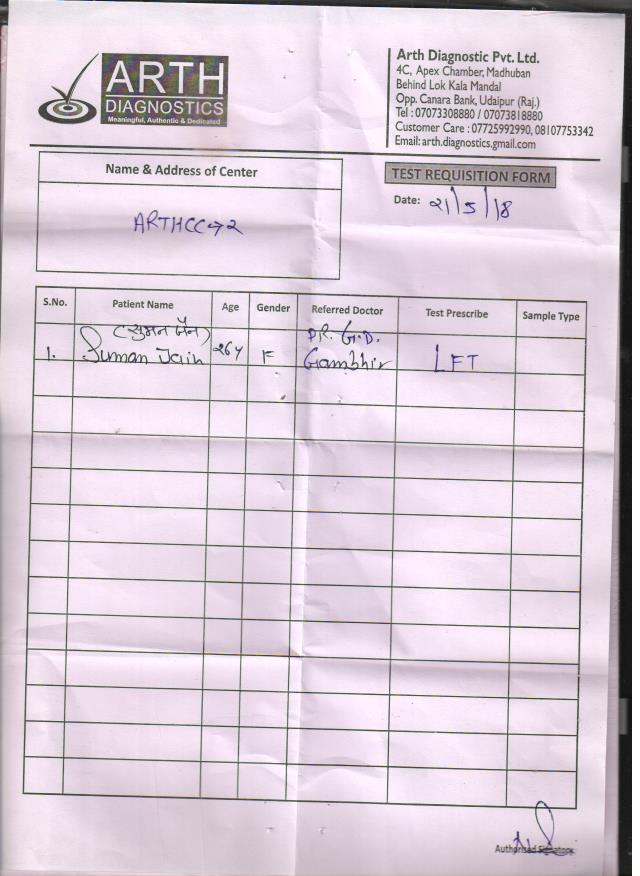 ARTH
DIAGNOSTICS
Meaningful, Authentic & Dedicated
Arth Diagnostic Pvt. Ltd.
4C, Apex Chamber, Madhuban
Behind Lok Kala Mandal
Opp. Canara Bank, Udaipur (Raj.)
Tel : 07073308880 / 07073818880
Customer Care : 07725992990, 08107753342
Email: arth.diagnostics.gmail.com
Name & Address of Center
ARTHCC→2
TEST REQUISITION FORM
Date: 21/5/18
S.No. Patient Name Age Gender Referred Doctor Test Prescribe Sample Type
(सुमन जैन) DR. G.D.
1. Suman Jain 26Y F Gambhir LFT
Authorised Signatory